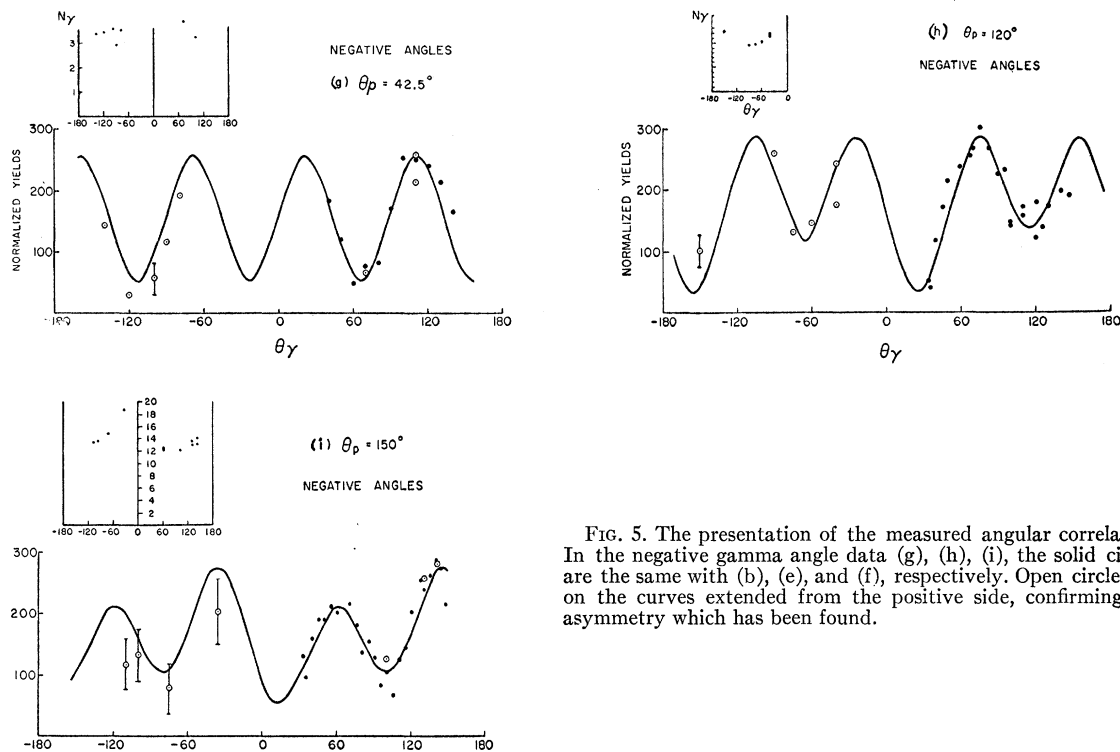 Nγ
3
2
1
-180 -120 -60 0 60 120 180
NEGATIVE ANGLES
(g) θp = 42.5°
300
200
100
NORMALIZED YIELDS
-180 -120 -60 0 60 120 180
θγ
Nγ
-180 -120 -60 0
θγ
(h) θp = 120°
NEGATIVE ANGLES
300
200
100
NORMALIZED YIELDS
-180 -120 -60 0 60 120 180
θγ
20
18
16
14
12
10
8
6
4
2
-180 -120 -60 0 60 120 180
(i) θp = 150°
NEGATIVE ANGLES
300
200
100
-180 -120 -60 0 60 120 180
θγ
FIG. 5. The presentation of the measured angular correla
In the negative gamma angle data (g), (h), (i), the solid ci
are the same with (b), (e), and (f), respectively. Open circle
on the curves extended from the positive side, confirming
asymmetry which has been found.